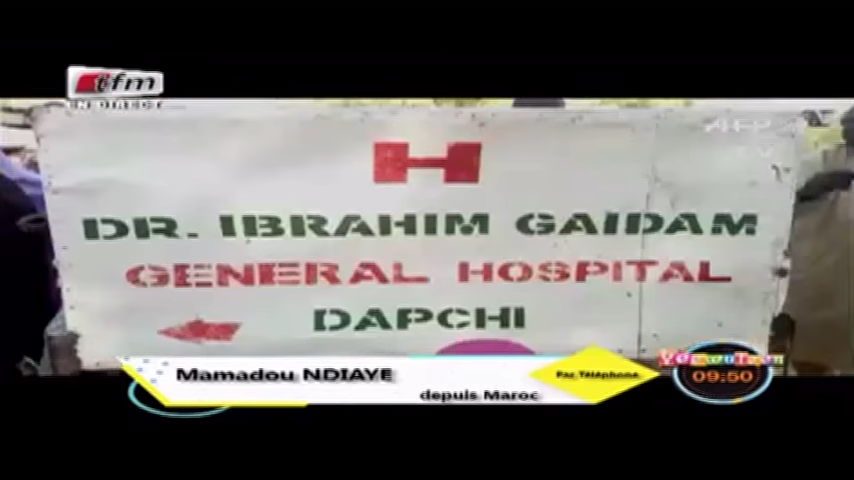 tfm
EN DIRECT
AFP
H
DR. IBRAHIM GAIDAM
GENERAL HOSPITAL
DAPCHI
Mamadou NDIAYE
Par Téléphone
depuis Maroc
09:50